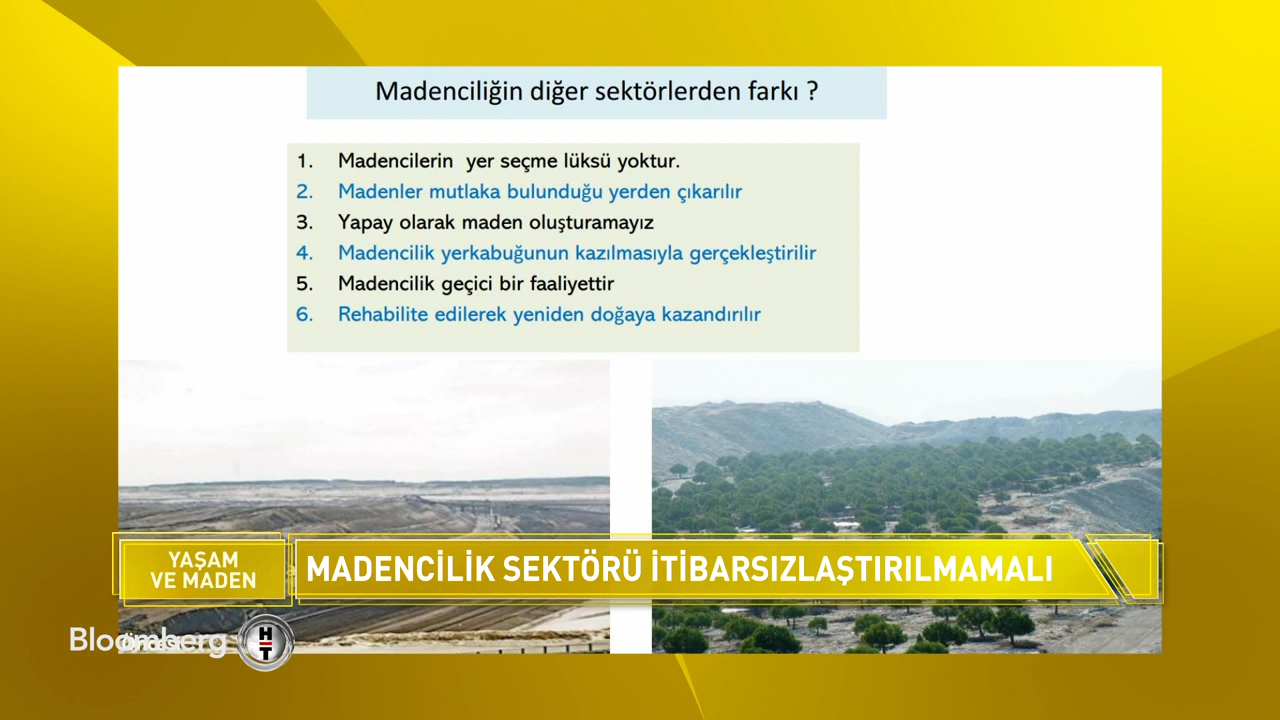 Madenciliğin diğer sektörlerden farkı ?
1. Madencilerin yer seçme lüksü yoktur.
2. Madenler mutlaka bulunduğu yerden çıkarılır
3. Yapay olarak maden oluşturamayız
4. Madencilik yerkabuğunun kazılmasıyla gerçekleştirilir
5. Madencilik geçici bir faaliyettir
6. Rehabilite edilerek yeniden doğaya kazandırılır
YAŞAM
VE MADEN
MADENCİLİK SEKTÖRÜ İTİBARSIZLAŞTIRILMAMALI
Bloomberg HT